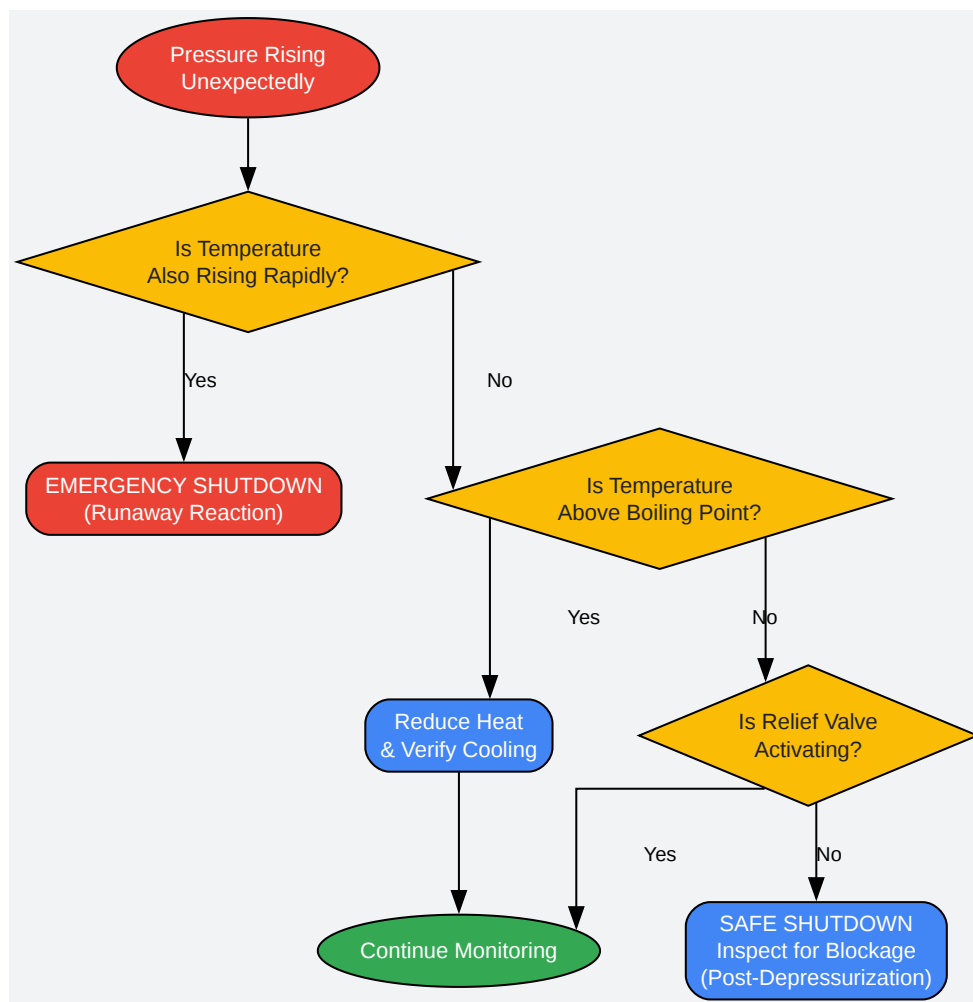 Pressure Rising
Unexpectedly
Is Temperature
Also Rising Rapidly?
Yes
No
EMERGENCY SHUTDOWN
(Runaway Reaction)
Is Temperature
Above Boiling Point?
Yes
No
Reduce Heat
& Verify Cooling
Is Relief Valve
Activating?
Yes
No
Continue Monitoring
SAFE SHUTDOWN
Inspect for Blockage
(Post-Depressurization)